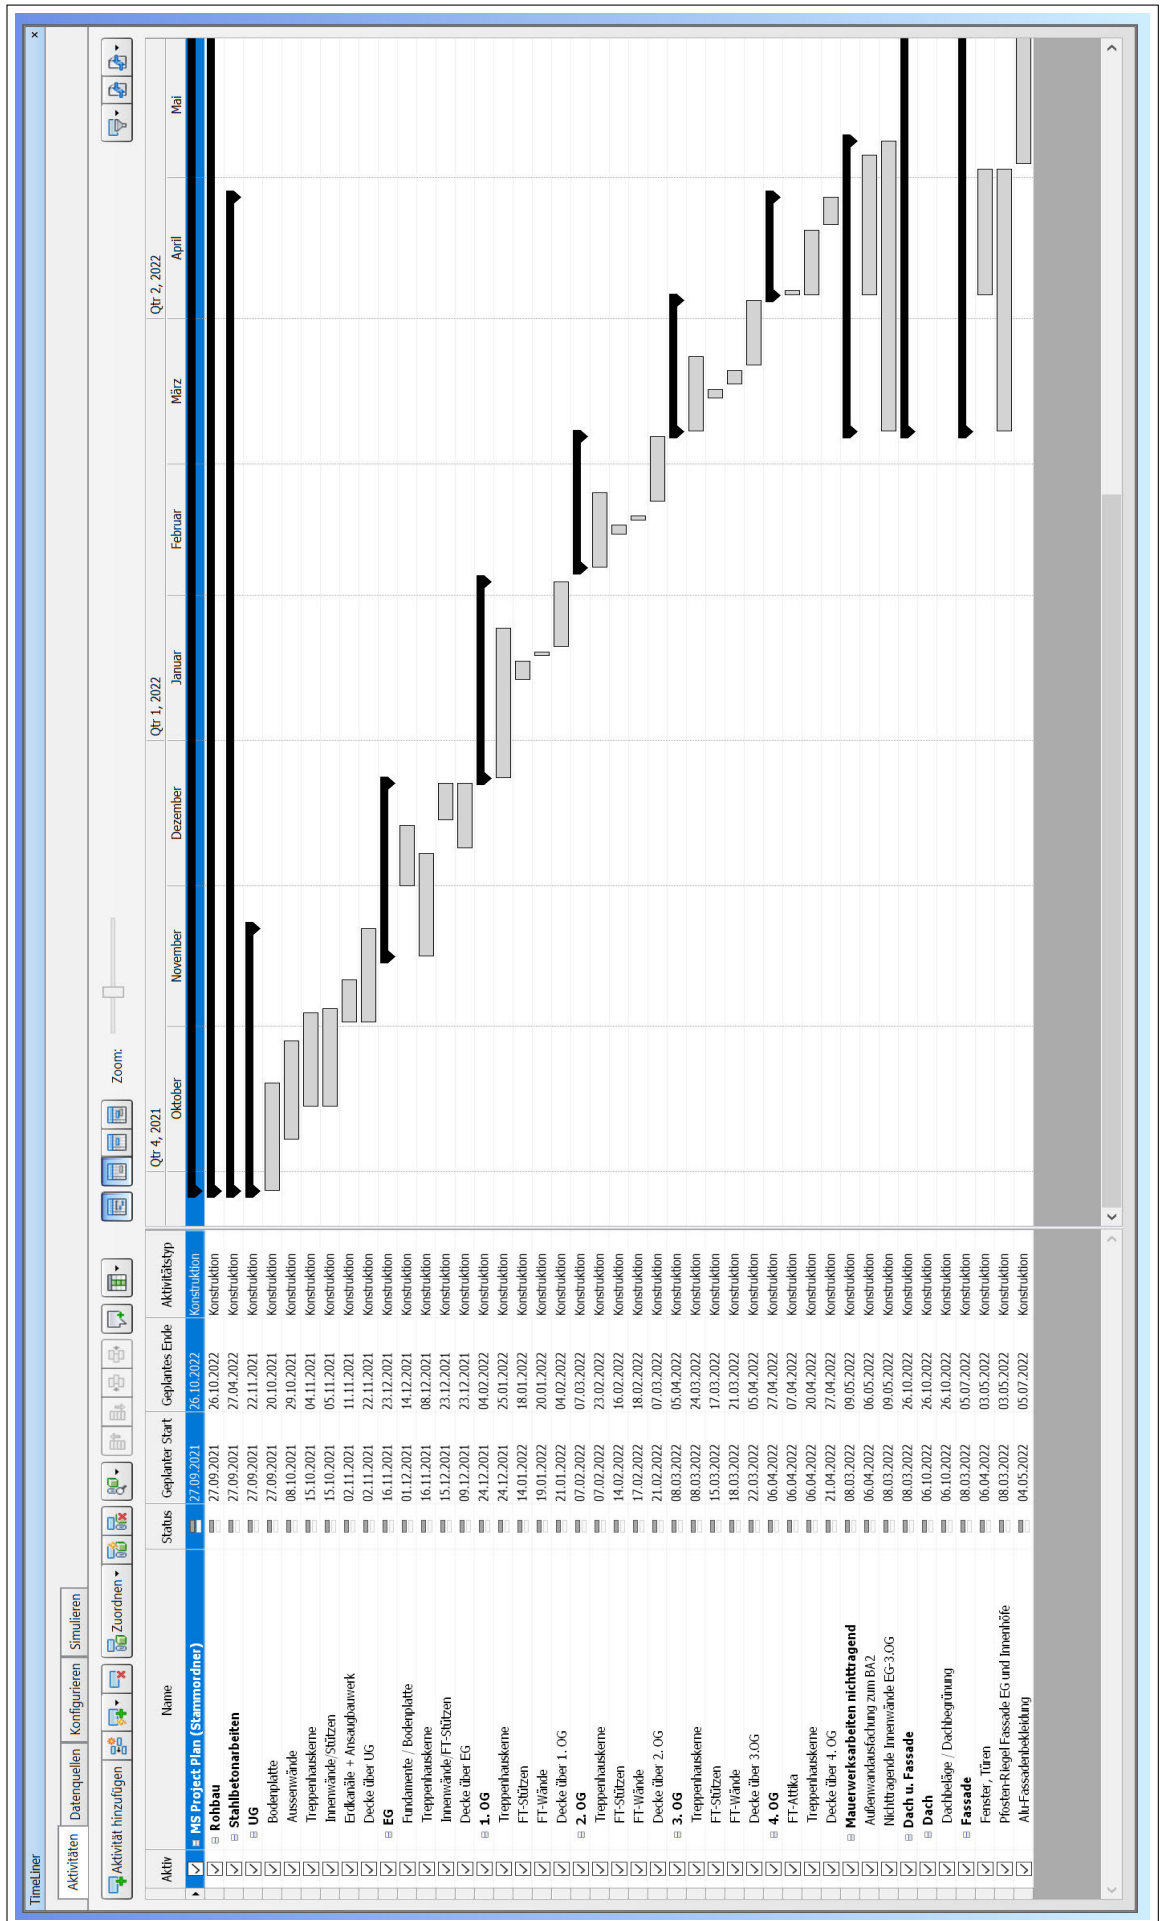 TimeLiner ×
Aktivitäten Datenquellen Konfigurieren Simulieren
Aktivität hinzufügen Zuordnen Zoom:
Aktiv Name Status Geplanter Start Geplantes Ende Aktivitätstyp
Qtr 4, 2021 Qtr 1, 2022 Qtr 2, 2022
Oktober November Dezember Januar Februar März April Mai
MS Project Plan (Stammordner) 27.09.2021 26.10.2022 Konstruktion
Rohbau 27.09.2021 26.10.2022 Konstruktion
Stahlbetonarbeiten 27.09.2021 27.04.2022 Konstruktion
UG 27.09.2021 22.11.2021 Konstruktion
Bodenplatte 27.09.2021 20.10.2021 Konstruktion
Aussenwände 08.10.2021 29.10.2021 Konstruktion
Treppenhauskerne 15.10.2021 04.11.2021 Konstruktion
Innenwände/Stützen 15.10.2021 05.11.2021 Konstruktion
Erdkanäle + Ansaugbauwerk 02.11.2021 11.11.2021 Konstruktion
Decke über UG 02.11.2021 22.11.2021 Konstruktion
EG 16.11.2021 23.12.2021 Konstruktion
Fundamente / Bodenplatte 01.12.2021 14.12.2021 Konstruktion
Treppenhauskerne 16.11.2021 08.12.2021 Konstruktion
Innenwände/FT-Stützen 15.12.2021 23.12.2021 Konstruktion
Decke über EG 09.12.2021 23.12.2021 Konstruktion
1. OG 24.12.2021 04.02.2022 Konstruktion
Treppenhauskerne 24.12.2021 25.01.2022 Konstruktion
FT-Stützen 14.01.2022 18.01.2022 Konstruktion
FT-Wände 19.01.2022 20.01.2022 Konstruktion
Decke über 1. OG 21.01.2022 04.02.2022 Konstruktion
2. OG 07.02.2022 07.03.2022 Konstruktion
Treppenhauskerne 07.02.2022 23.02.2022 Konstruktion
FT-Stützen 14.02.2022 16.02.2022 Konstruktion
FT-Wände 17.02.2022 18.02.2022 Konstruktion
Decke über 2. OG 21.02.2022 07.03.2022 Konstruktion
3. OG 08.03.2022 05.04.2022 Konstruktion
Treppenhauskerne 08.03.2022 24.03.2022 Konstruktion
FT-Stützen 15.03.2022 17.03.2022 Konstruktion
FT-Wände 18.03.2022 21.03.2022 Konstruktion
Decke über 3.OG 22.03.2022 05.04.2022 Konstruktion
4. OG 06.04.2022 27.04.2022 Konstruktion
FT-Attika 06.04.2022 07.04.2022 Konstruktion
Treppenhauskerne 06.04.2022 20.04.2022 Konstruktion
Decke über 4. OG 21.04.2022 27.04.2022 Konstruktion
Mauerwerksarbeiten nichttragend 08.03.2022 09.05.2022 Konstruktion
Außenwandausfachung zum BA2 06.04.2022 06.05.2022 Konstruktion
Nichttragende Innenwände EG-3.OG 08.03.2022 09.05.2022 Konstruktion
Dach u. Fassade 08.03.2022 26.10.2022 Konstruktion
Dach 06.10.2022 26.10.2022 Konstruktion
Dachbeläge / Dachbegrünung 06.10.2022 26.10.2022 Konstruktion
Fassade 08.03.2022 05.07.2022 Konstruktion
Fenster, Türen 06.04.2022 03.05.2022 Konstruktion
Pfosten-Riegel Fassade EG und Innenhöfe 08.03.2022 03.05.2022 Konstruktion
Alu-Fassadenbekleidung 04.05.2022 05.07.2022 Konstruktion